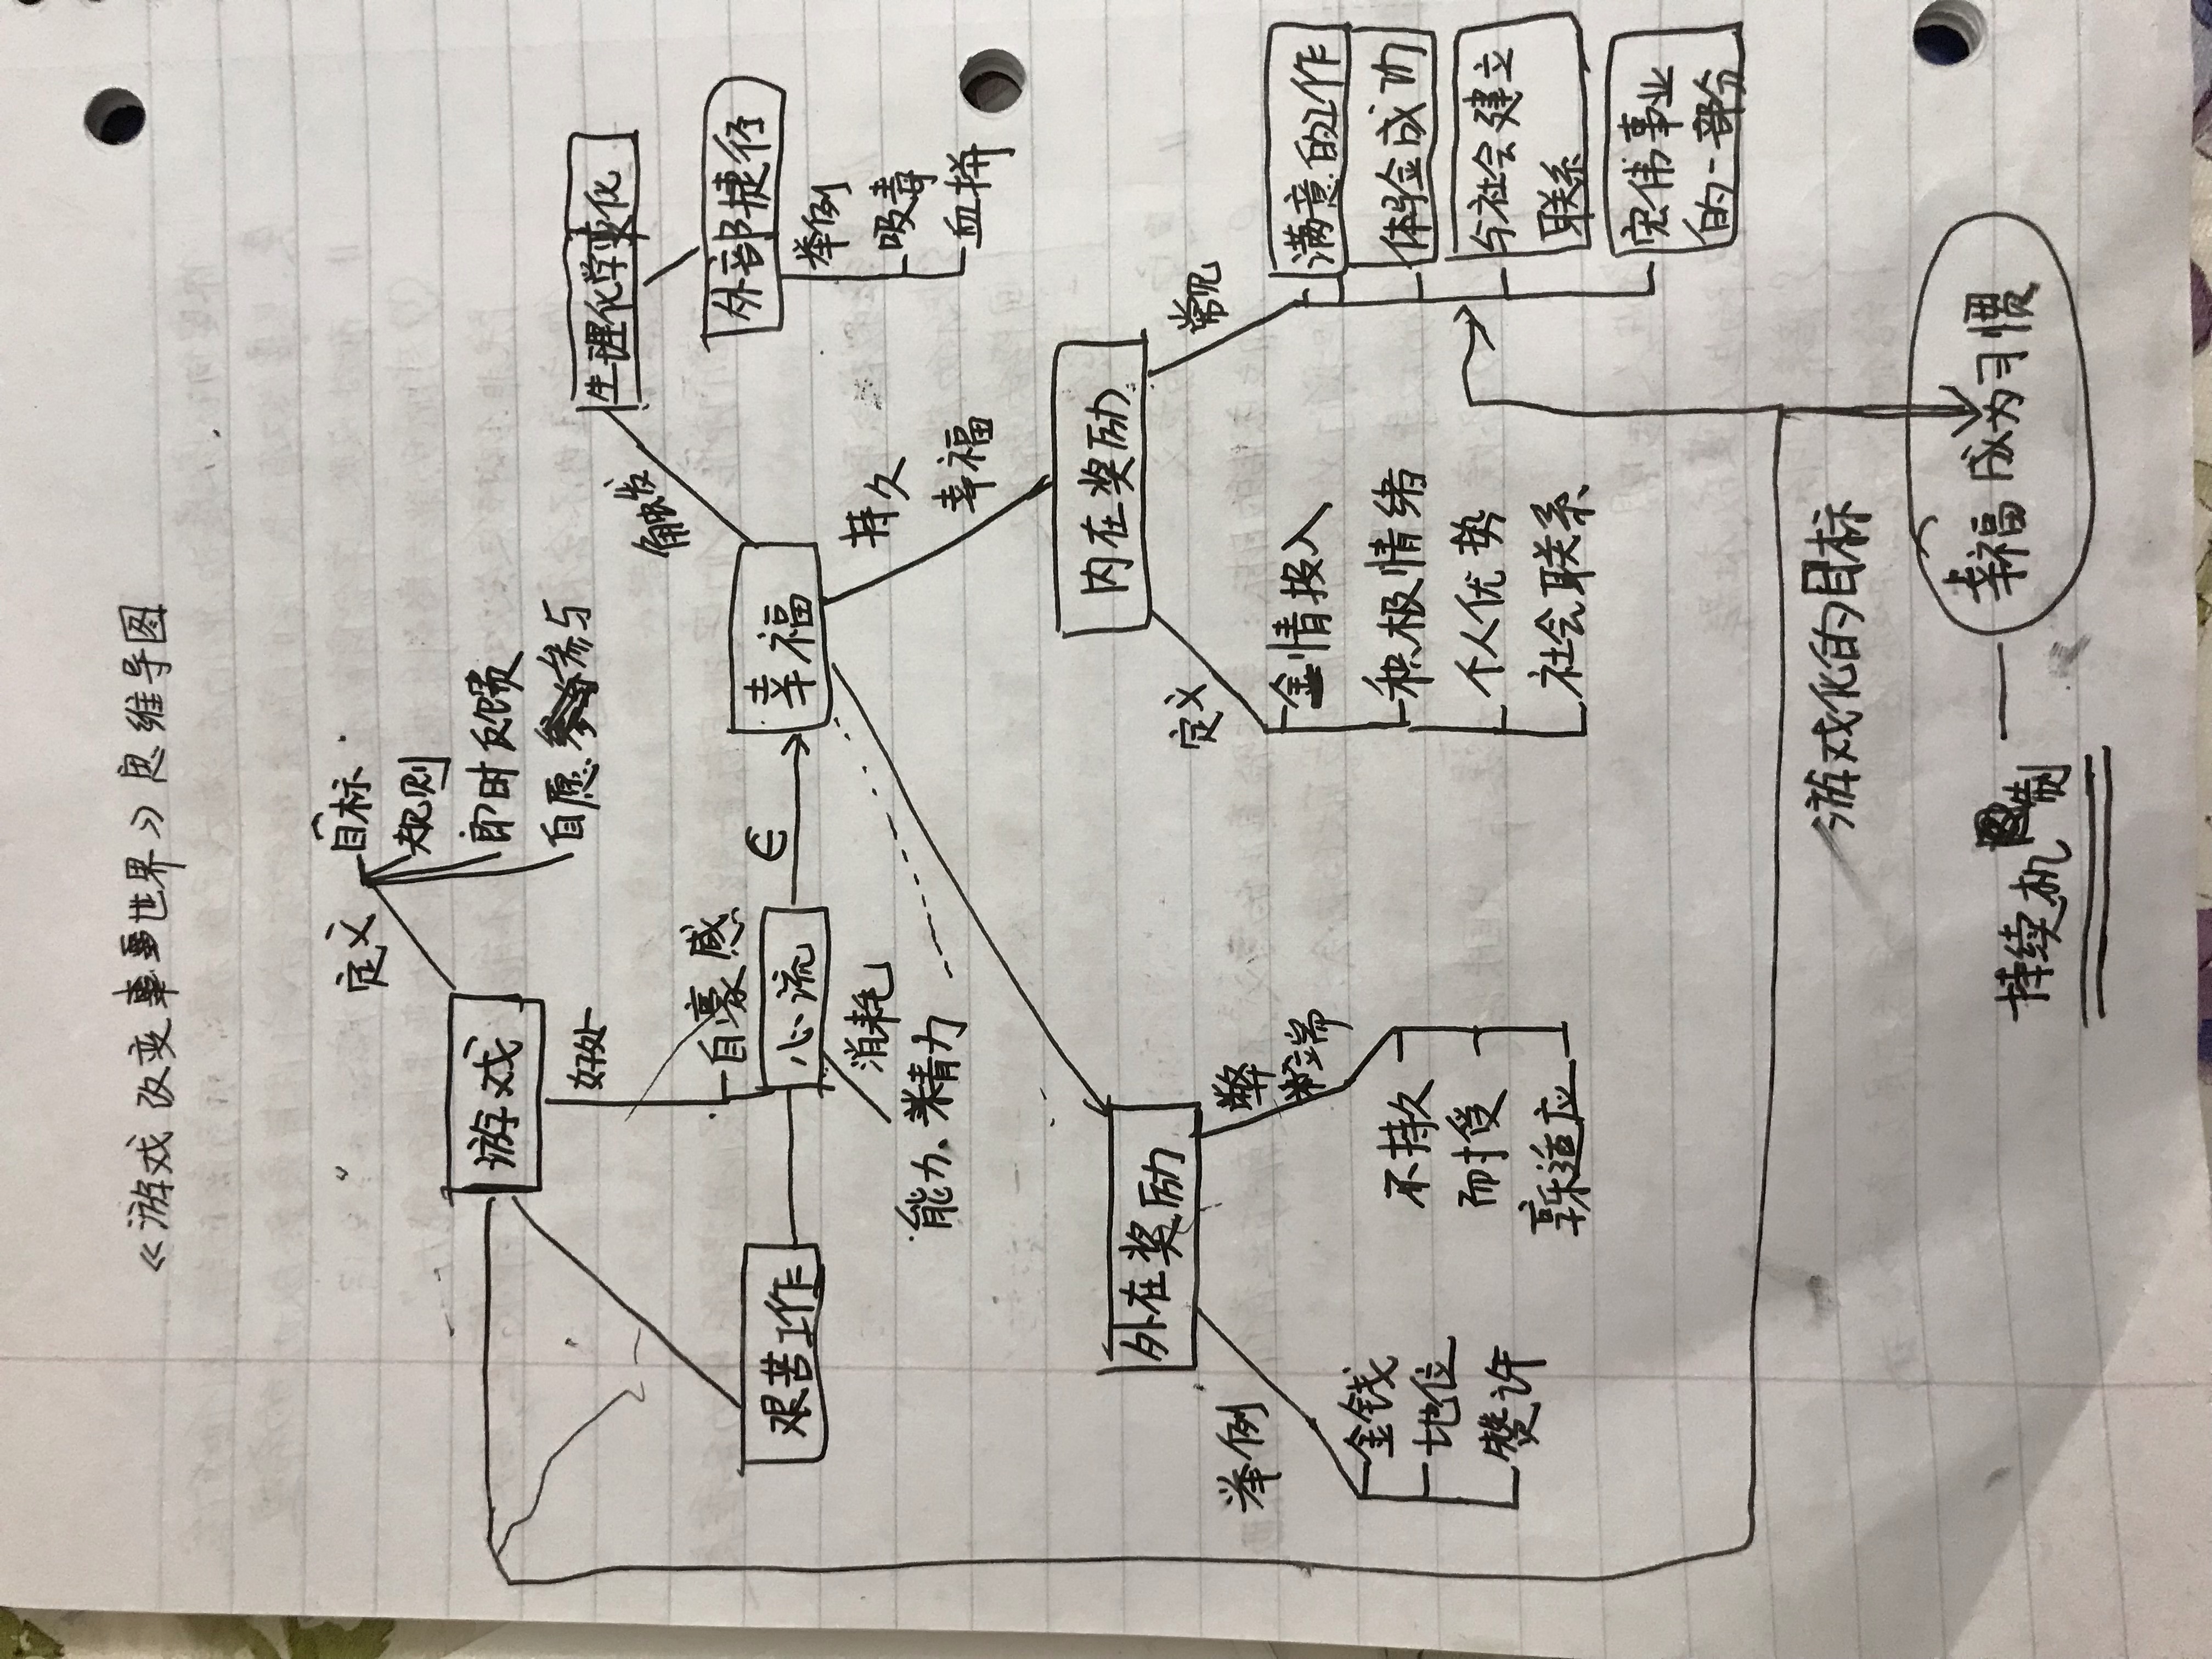 《游戏改变世界》思维导图
定义
目标
规则
即时反馈
自愿参与
游戏
好处
自豪感
艰苦工作
心流
∈
幸福
消耗
能力、精力
触发
生理化学变化
外部捷径
举例
吸毒
血拼
持久
幸福
外在奖励
举例
金钱
地位
赞许
弊
端
不持久
耐受
享乐适应
内在奖励
定义
全情投入
积极情绪
个人优势
社会联系
常见
满意的工作
体验成功
与社会建立
联系
宏伟事业
的一部分
游戏化的目标
幸福成为习惯
持续机制